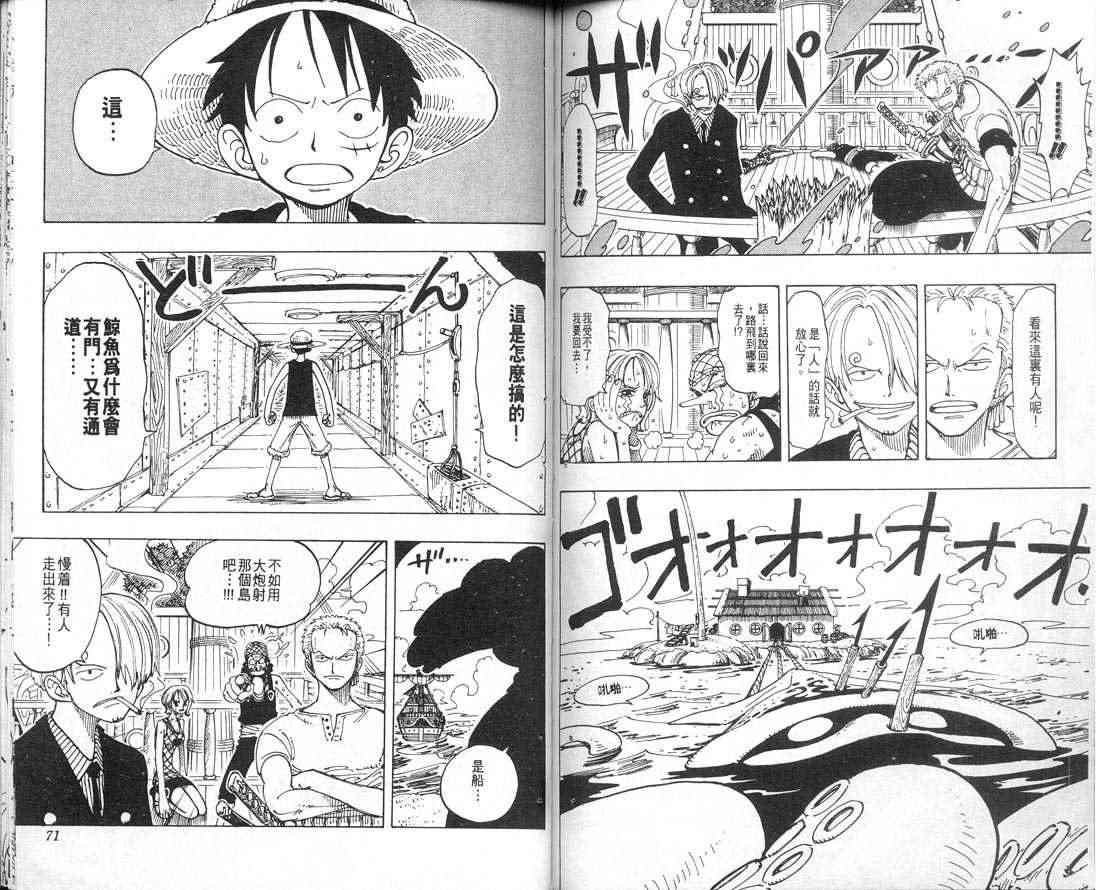 ザッパアアン
!!
!!
看來這裏有人呢!
是「人」的話就
放心了。
話…話說回來
,路飛到哪裏
去了!?
我受不了,
我要回去…
ゴオオオオオオオ…
吼啪…
吼啪…
這…
どーーん
這是怎麼搞的!
鯨魚爲什麼會
有門…又有通
道……
ザ……
是船…
不如用
大炮射
那個島
吧…!!!
慢着!!有人
走出來了…!
71